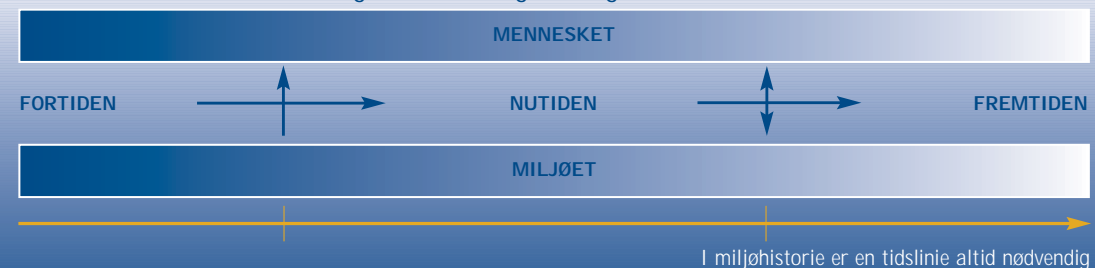 MENNESKET
FORTIDEN NUTIDEN FREMTIDEN
MILJØET
I miljøhistorie er en tidslinie altid nødvendig